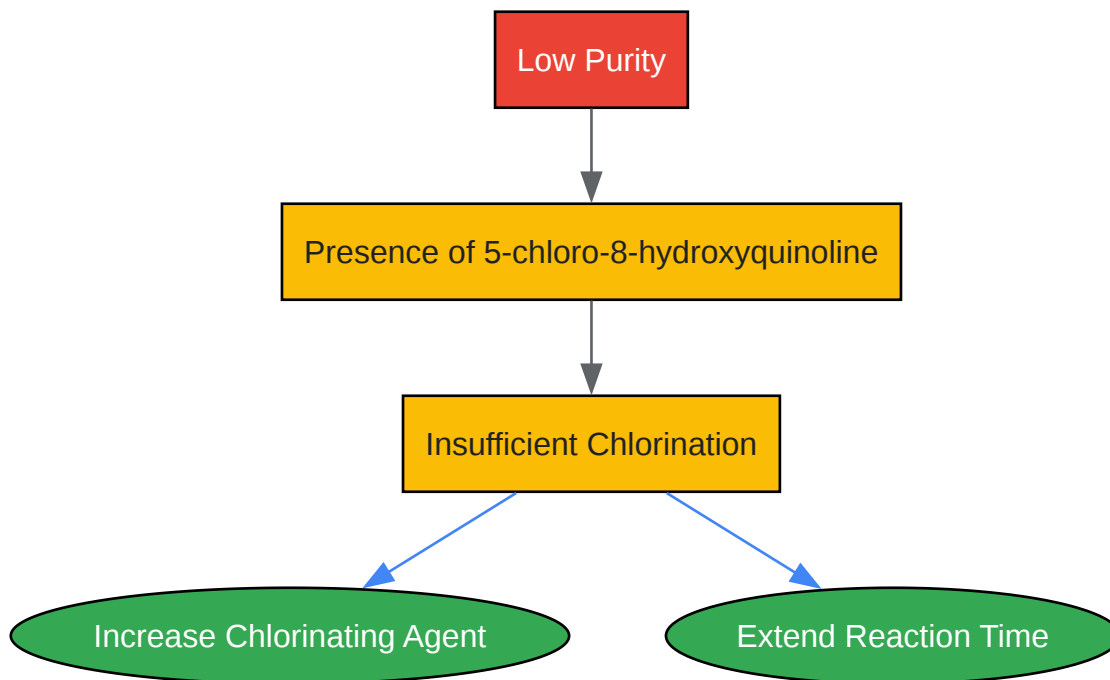 Low Purity
Presence of 5-chloro-8-hydroxyquinoline
Insufficient Chlorination
Increase Chlorinating Agent
Extend Reaction Time